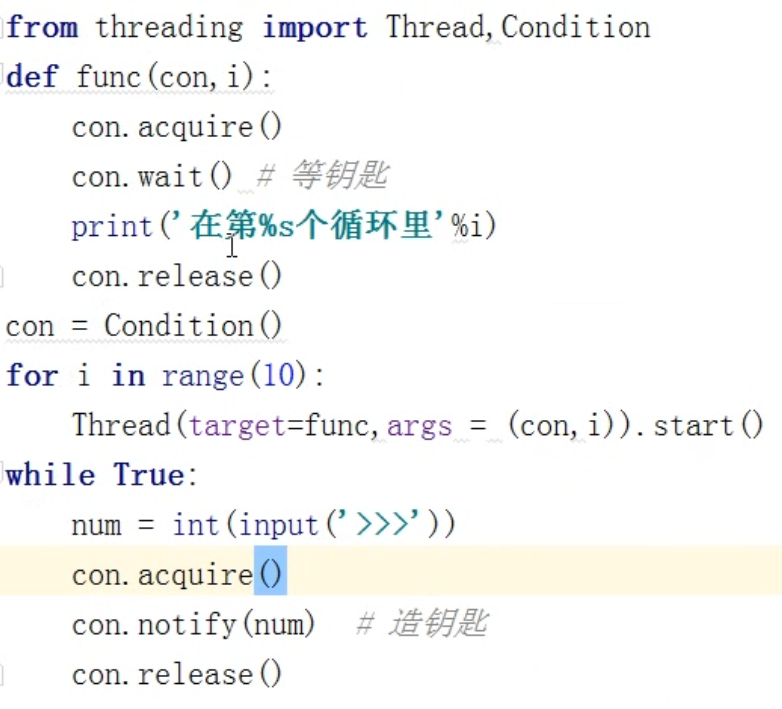 from threading import Thread,Condition
def func(con,i):
    con.acquire()
    con.wait() # 等钥匙
    print('在第%s个循环里'%i)
    con.release()
con = Condition()
for i in range(10):
    Thread(target=func,args = (con,i)).start()
while True:
    num = int(input('>>>'))
    con.acquire()
    con.notify(num)  # 造钥匙
    con.release()